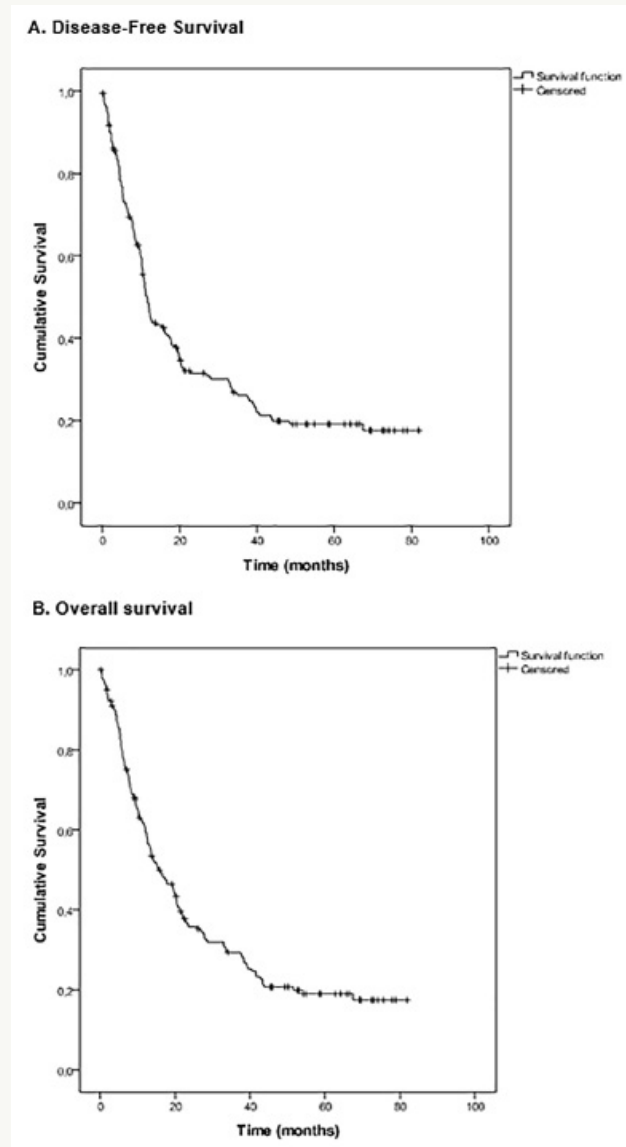 A. Disease-Free Survival
Survival function
Censored
1,0
0,8
0,6
0,4
0,2
0,0
Cumulative Survival
0 20 40 60 80 100
Time (months)
B. Overall survival
Survival function
Censored
1,0
0,8
0,6
0,4
0,2
0,0
Cumulative Survival
0 20 40 60 80 100
Time (months)